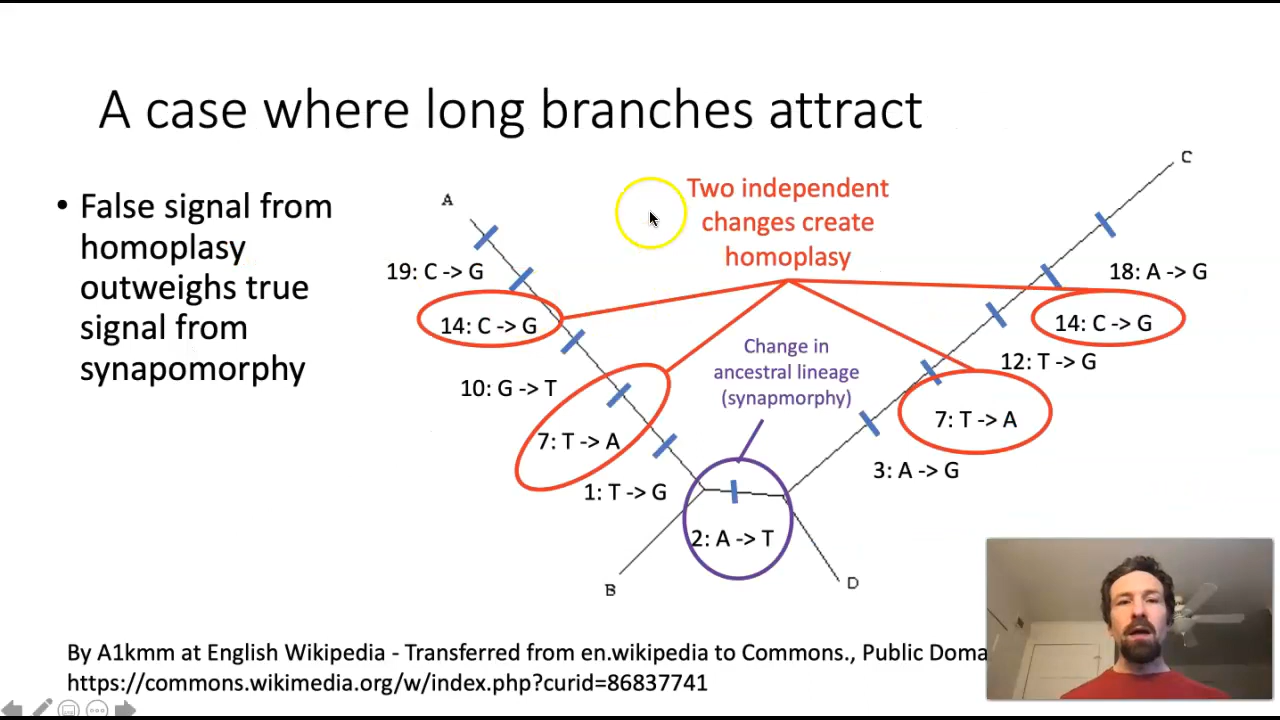 A case where long branches attract
• False signal from
homoplasy
outweighs true
signal from
synapomorphy
Two independent
changes create
homoplasy
Change in
ancestral lineage
(synapmorphy)
A
19: C -> G
14: C -> G
10: G -> T
7: T -> A
1: T -> G
2: A -> T
B
D
C
18: A -> G
14: C -> G
12: T -> G
7: T -> A
3: A -> G
By A1kmm at English Wikipedia - Transferred from en.wikipedia to Commons., Public Doma
https://commons.wikimedia.org/w/index.php?curid=86837741